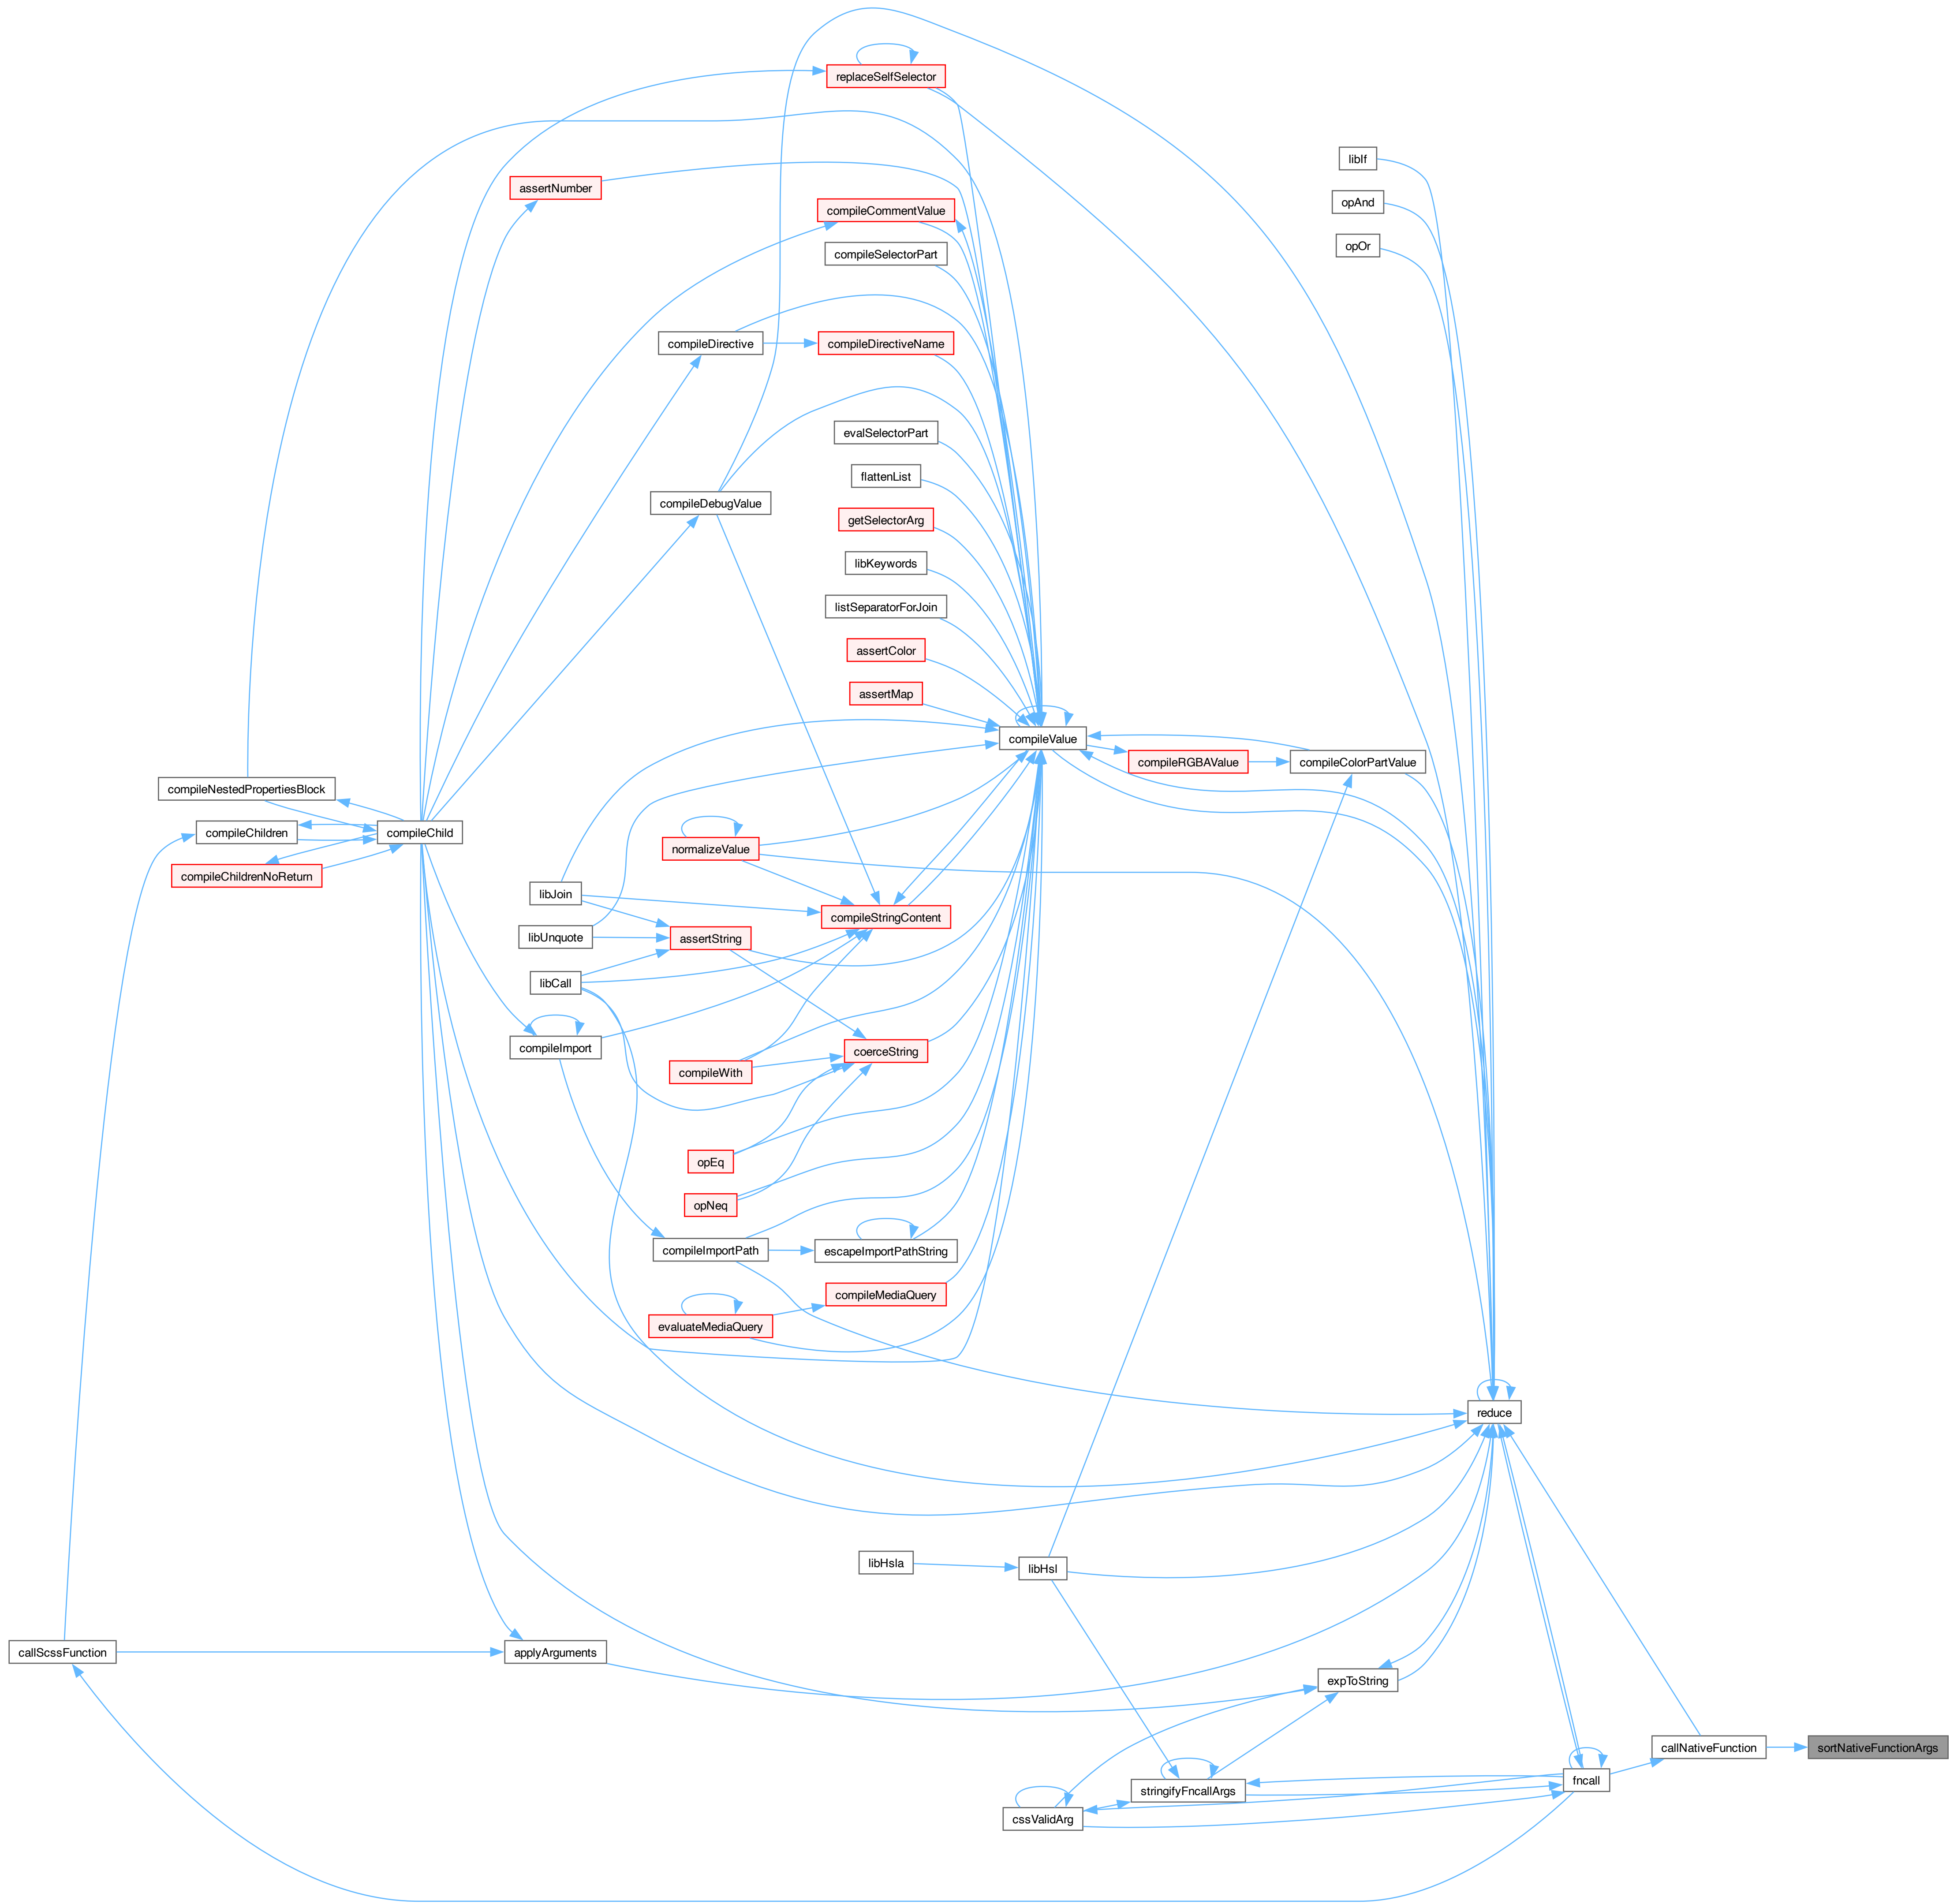 replaceSelfSelector
libIf
assertNumber
opAnd
compileCommentValue
opOr
compileSelectorPart
compileDirective
compileDirectiveName
evalSelectorPart
flattenList
compileDebugValue
getSelectorArg
libKeywords
listSeparatorForJoin
assertColor
assertMap
compileValue
compileRGBAValue
compileColorPartValue
compileNestedPropertiesBlock
compileChildren
compileChild
compileChildrenNoReturn
normalizeValue
libJoin
compileStringContent
libUnquote
assertString
libCall
compileImport
coerceString
compileWith
opEq
opNeq
compileImportPath
escapeImportPathString
compileMediaQuery
evaluateMediaQuery
reduce
libHsla
libHsl
callScssFunction
applyArguments
expToString
callNativeFunction
sortNativeFunctionArgs
fncall
stringifyFncallArgs
cssValidArg